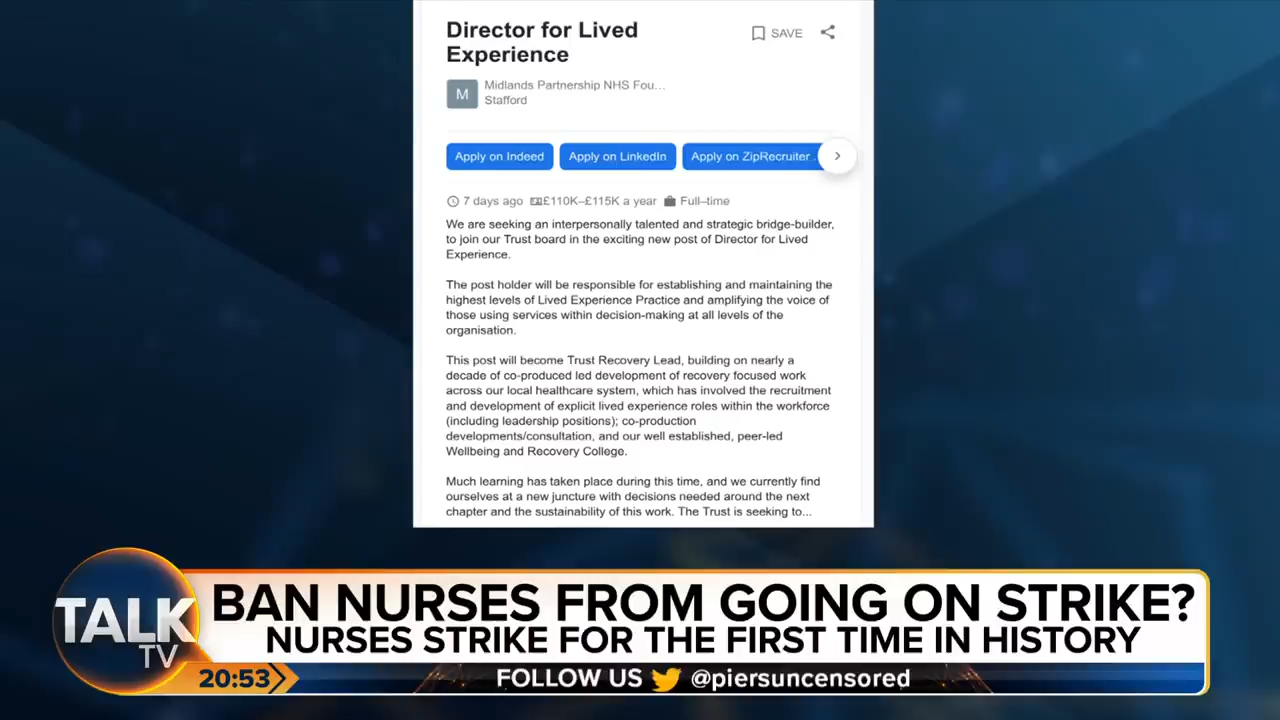 Director for Lived
Experience
SAVE
M
Midlands Partnership NHS Fou...
Stafford
Apply on Indeed
Apply on LinkedIn
Apply on ZipRecruiter
7 days ago £110K–£115K a year Full–time
We are seeking an interpersonally talented and strategic bridge-builder,
to join our Trust board in the exciting new post of Director for Lived
Experience.
The post holder will be responsible for establishing and maintaining the
highest levels of Lived Experience Practice and amplifying the voice of
those using services within decision-making at all levels of the
organisation.
This post will become Trust Recovery Lead, building on nearly a
decade of co-produced led development of recovery focused work
across our local healthcare system, which has involved the recruitment
and development of explicit lived experience roles within the workforce
(including leadership positions); co-production
developments/consultation, and our well established, peer-led
Wellbeing and Recovery College.
Much learning has taken place during this time, and we currently find
ourselves at a new juncture with decisions needed around the next
chapter and the sustainability of this work. The Trust is seeking to...
TALK
TV
BAN NURSES FROM GOING ON STRIKE?
NURSES STRIKE FOR THE FIRST TIME IN HISTORY
20:53
FOLLOW US @piersuncensored